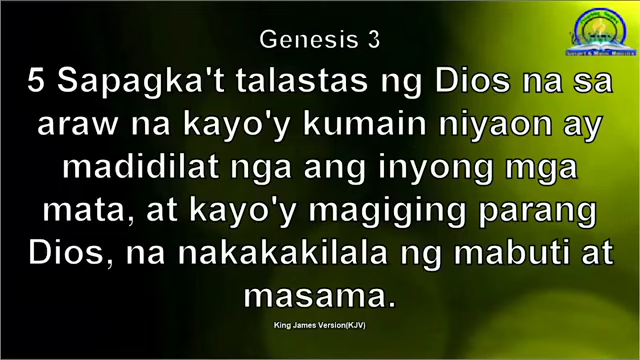 Genesis 3
5 Sapagka't talastas ng Dios na sa
araw na kayo'y kumain niyaon ay
madidilat nga ang inyong mga
mata, at kayo'y magiging parang
Dios, na nakakakilala ng mabuti at
masama.
King James Version(KJV)